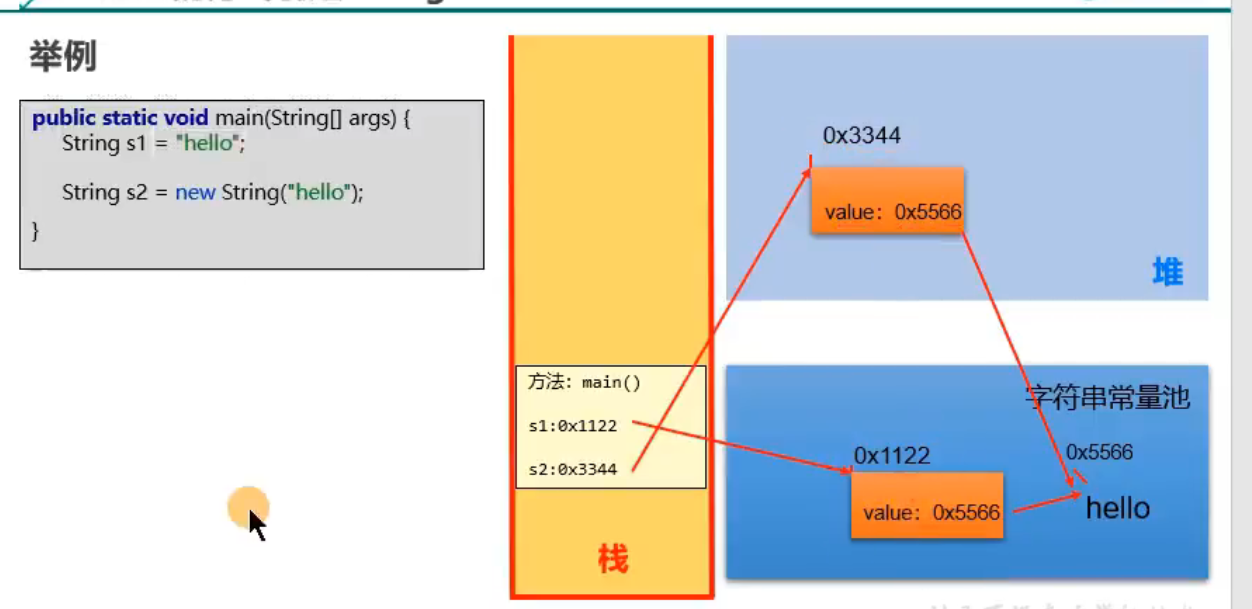 举例
public static void main(String[] args) {
String s1 = "hello";
String s2 = new String("hello");
}
0x3344
value: 0x5566
堆
方法: main()
s1:0x1122
s2:0x3344
栈
字符串常量池
0x1122
0x5566
value: 0x5566
hello